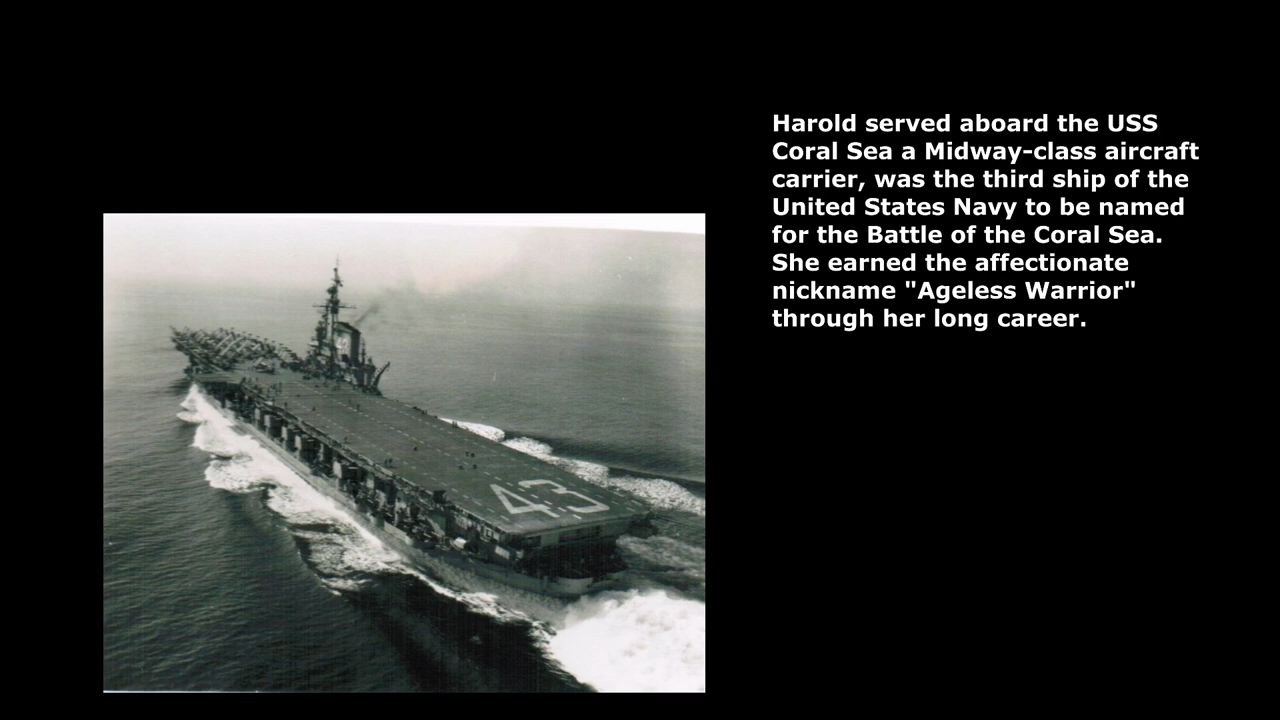 Harold served aboard the USS
Coral Sea a Midway-class aircraft
carrier, was the third ship of the
United States Navy to be named
for the Battle of the Coral Sea.
She earned the affectionate
nickname "Ageless Warrior"
through her long career.
43